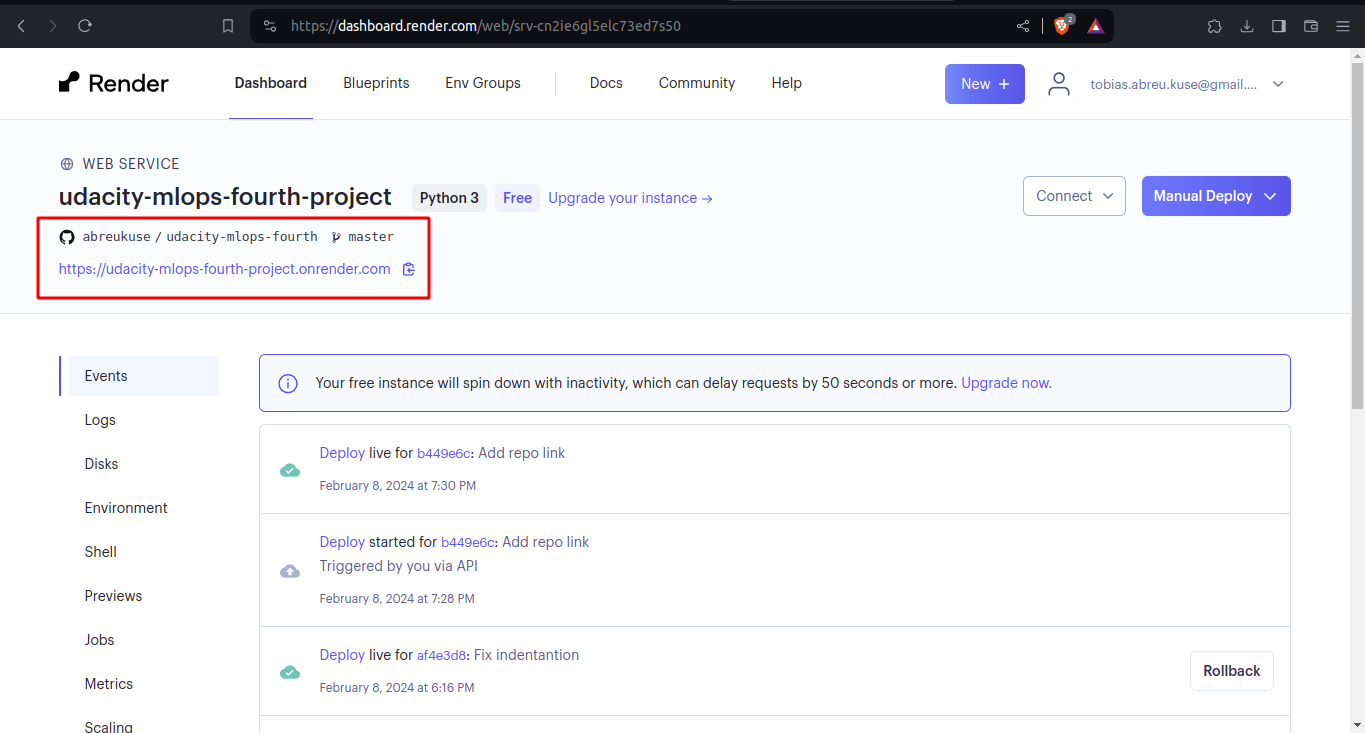 https://dashboard.render.com/web/srv-cn2ie6gl5elc73ed7s50
2
Render
Dashboard Blueprints Env Groups Docs Community Help
New +
tobias.abreu.kuse@gmail....
WEB SERVICE
udacity-mlops-fourth-project Python 3 Free Upgrade your instance →
Connect
Manual Deploy
abreukuse / udacity-mlops-fourth master
https://udacity-mlops-fourth-project.onrender.com
Events
Logs
Disks
Environment
Shell
Previews
Jobs
Metrics
Scaling
Your free instance will spin down with inactivity, which can delay requests by 50 seconds or more. Upgrade now.
Deploy live for b449e6c: Add repo link
February 8, 2024 at 7:30 PM
Deploy started for b449e6c: Add repo link
Triggered by you via API
February 8, 2024 at 7:28 PM
Deploy live for af4e3d8: Fix indentantion
February 8, 2024 at 6:16 PM
Rollback